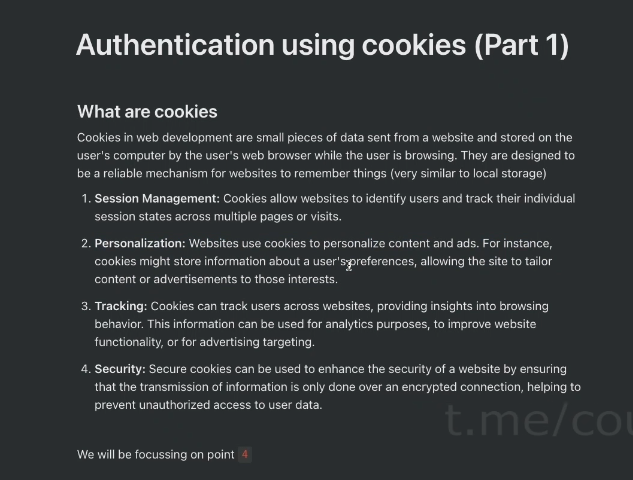 Authentication using cookies (Part 1)
What are cookies
Cookies in web development are small pieces of data sent from a website and stored on the
user's computer by the user's web browser while the user is browsing. They are designed to
be a reliable mechanism for websites to remember things (very similar to local storage)
1. Session Management: Cookies allow websites to identify users and track their individual
session states across multiple pages or visits.
2. Personalization: Websites use cookies to personalize content and ads. For instance,
cookies might store information about a user's preferences, allowing the site to tailor
content or advertisements to those interests.
3. Tracking: Cookies can track users across websites, providing insights into browsing
behavior. This information can be used for analytics purposes, to improve website
functionality, or for advertising targeting.
4. Security: Secure cookies can be used to enhance the security of a website by ensuring
that the transmission of information is only done over an encrypted connection, helping to
prevent unauthorized access to user data.
t.me/cou
We will be focussing on point 4